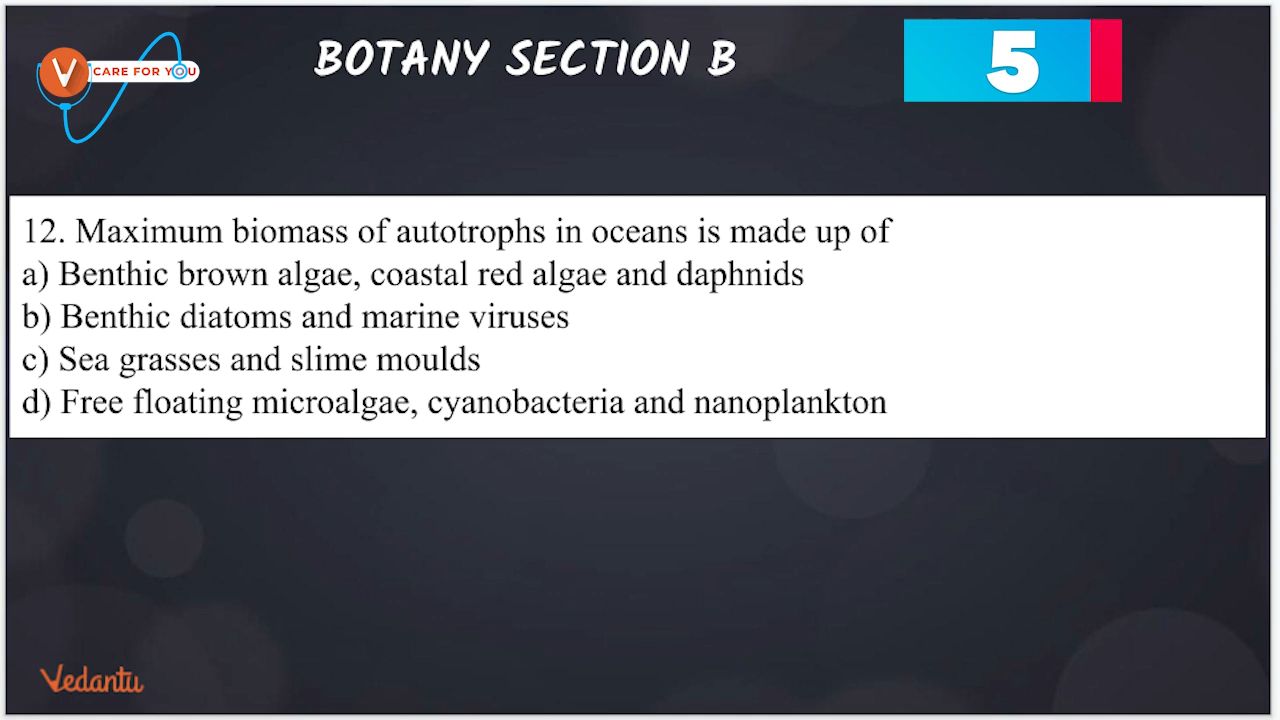 V CARE FOR YOU
BOTANY SECTION B
5
12. Maximum biomass of autotrophs in oceans is made up of
a) Benthic brown algae, coastal red algae and daphnids
b) Benthic diatoms and marine viruses
c) Sea grasses and slime moulds
d) Free floating microalgae, cyanobacteria and nanoplankton
Vedantu